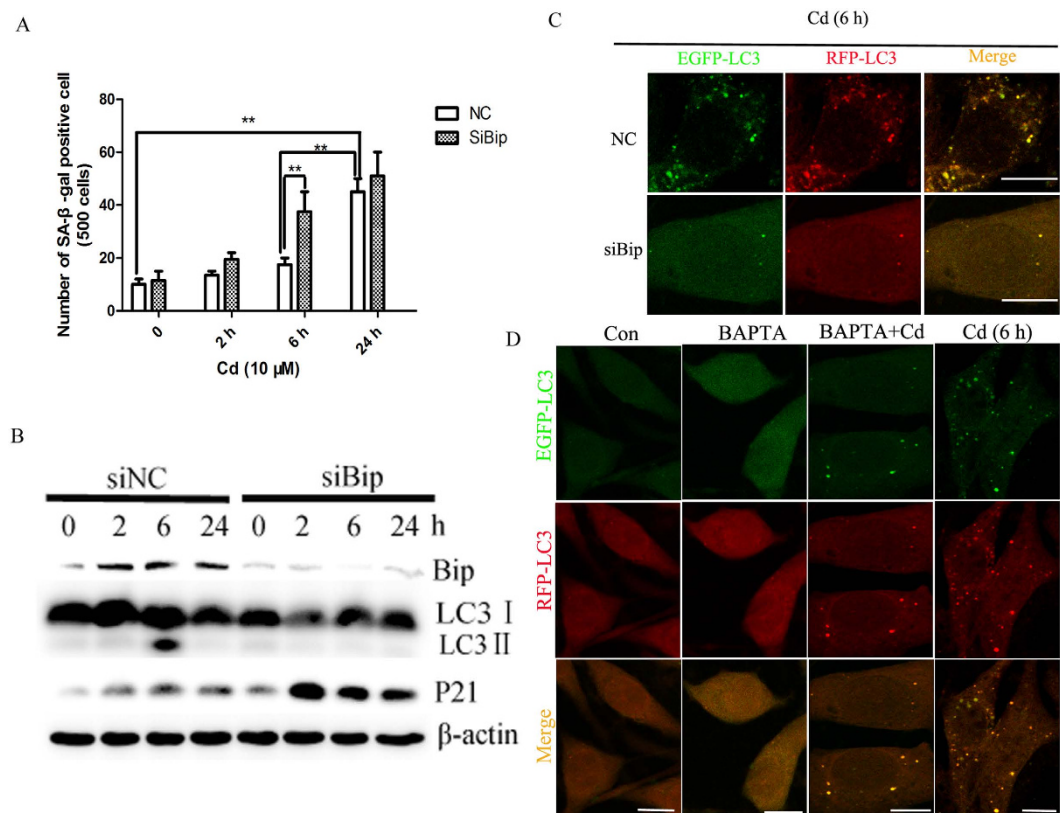 A
Number of SA-β -gal positive cell
(500 cells)
80
60
40
20
0
**
**
**
NC
SiBip
0
2 h
6 h
24 h
Cd (10 μM)
B
siNC
siBip
0 2 6 24 0 2 6 24 h
Bip
LC3 I
LC3 II
P21
β-actin
C
Cd (6 h)
EGFP-LC3
RFP-LC3
Merge
NC
siBip
D
Con
BAPTA
BAPTA+Cd
Cd (6 h)
EGFP-LC3
RFP-LC3
Merge